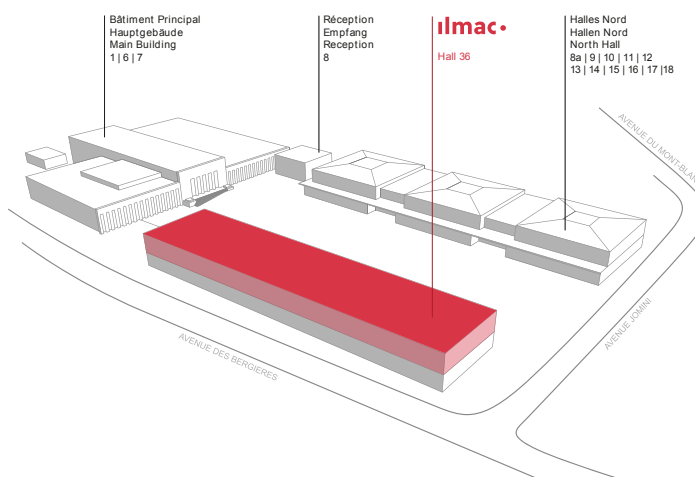 Bâtiment Principal
Hauptgebäude
Main Building
1 | 6 | 7
Réception
Empfang
Reception
8
ilmac
Hall 36
Halles Nord
Hallen Nord
North Hall
8a | 9 | 10 | 11 | 12
13 | 14 | 15 | 16 | 17 |18
AVENUE DU MONT-BLAN
AVENUE JOMINI
AVENUE DES BERGIERES